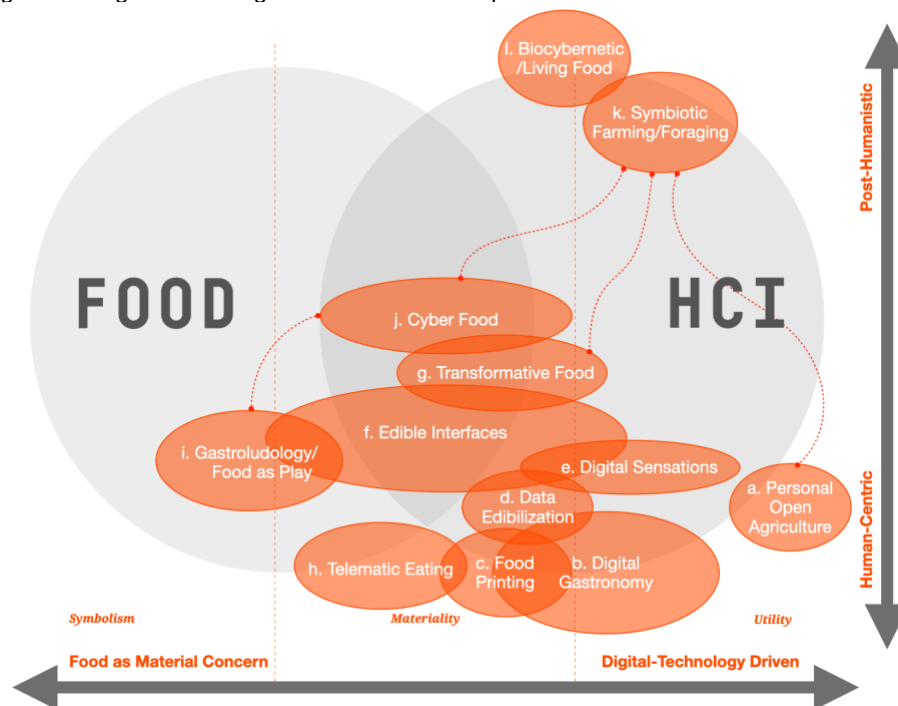 l. Biocybernetic
/Living Food
k. Symbiotic
Farming/Foraging
Post-Humanistic
FOOD
HCI
j. Cyber Food
g. Transformative Food
f. Edible Interfaces
i. Gastroludology/
Food as Play
e. Digital Sensations
d. Data
Edibilization
a. Personal
Open
Agriculture
Human-Centric
h. Telematic Eating
c. Food
Printing
b. Digital
Gastronomy
Symbolism
Materiality
Utility
Food as Material Concern
Digital-Technology Driven